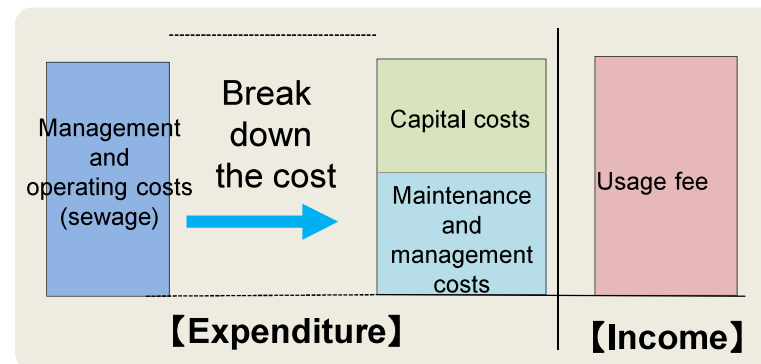 Management
and
operating costs
(sewage)
Break
down
the cost
Capital costs
Maintenance
and
management
costs
Usage fee
【Expenditure】
【Income】